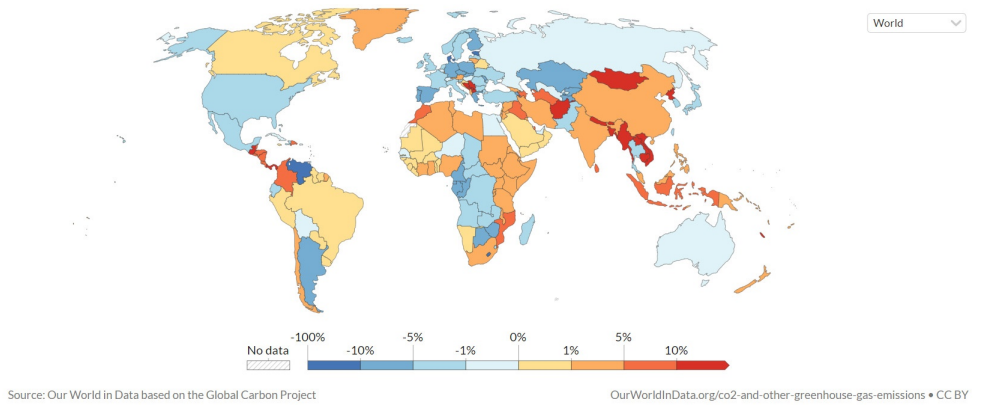 World
-100% -5% 0% 5%
No data -10% -1% 1% 10%
Source: Our World in Data based on the Global Carbon Project
OurWorldInData.org/co2-and-other-greenhouse-gas-emissions • CC BY